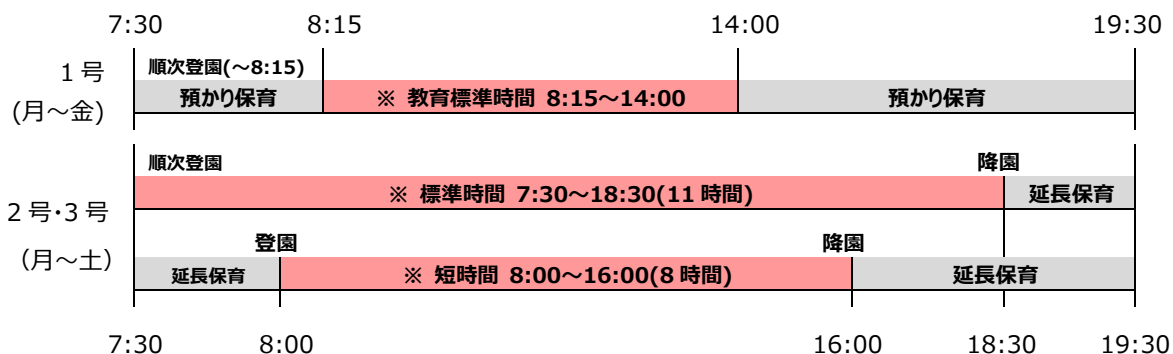 7:30 8:15 14:00 19:30
1号
(月～金)
順次登園(～8:15)
預かり保育 ※ 教育標準時間 8:15～14:00 預かり保育
2号・3号
（月～土）
順次登園 降園
※ 標準時間 7:30～18:30(11時間) 延長保育
登園 降園
延長保育 ※ 短時間 8:00～16:00(8時間) 延長保育
7:30 8:00 16:00 18:30 19:30